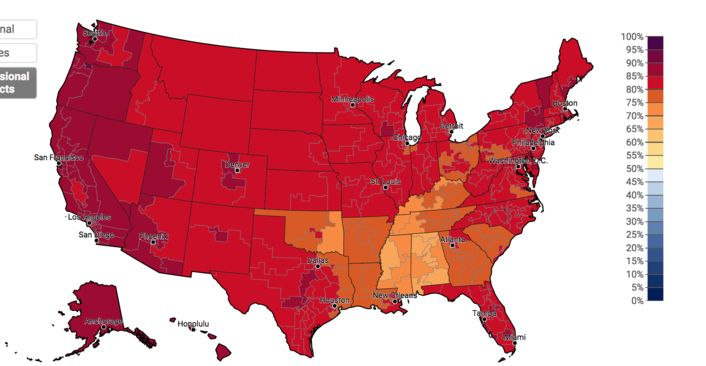 nal
es
sional
cts
Seattle
Minneapolis
Boston
Detroit
Chicago
New York
Philadelphia
San Francisco
Denver
Washington, D.C.
St. Louis
Los Angeles
San Diego
Phoenix
Atlanta
Dallas
Houston
New Orleans
Anchorage
Honolulu
Tampa
Miami
100%
95%
90%
85%
80%
75%
70%
65%
60%
55%
50%
45%
40%
35%
30%
25%
20%
15%
10%
5%
0%